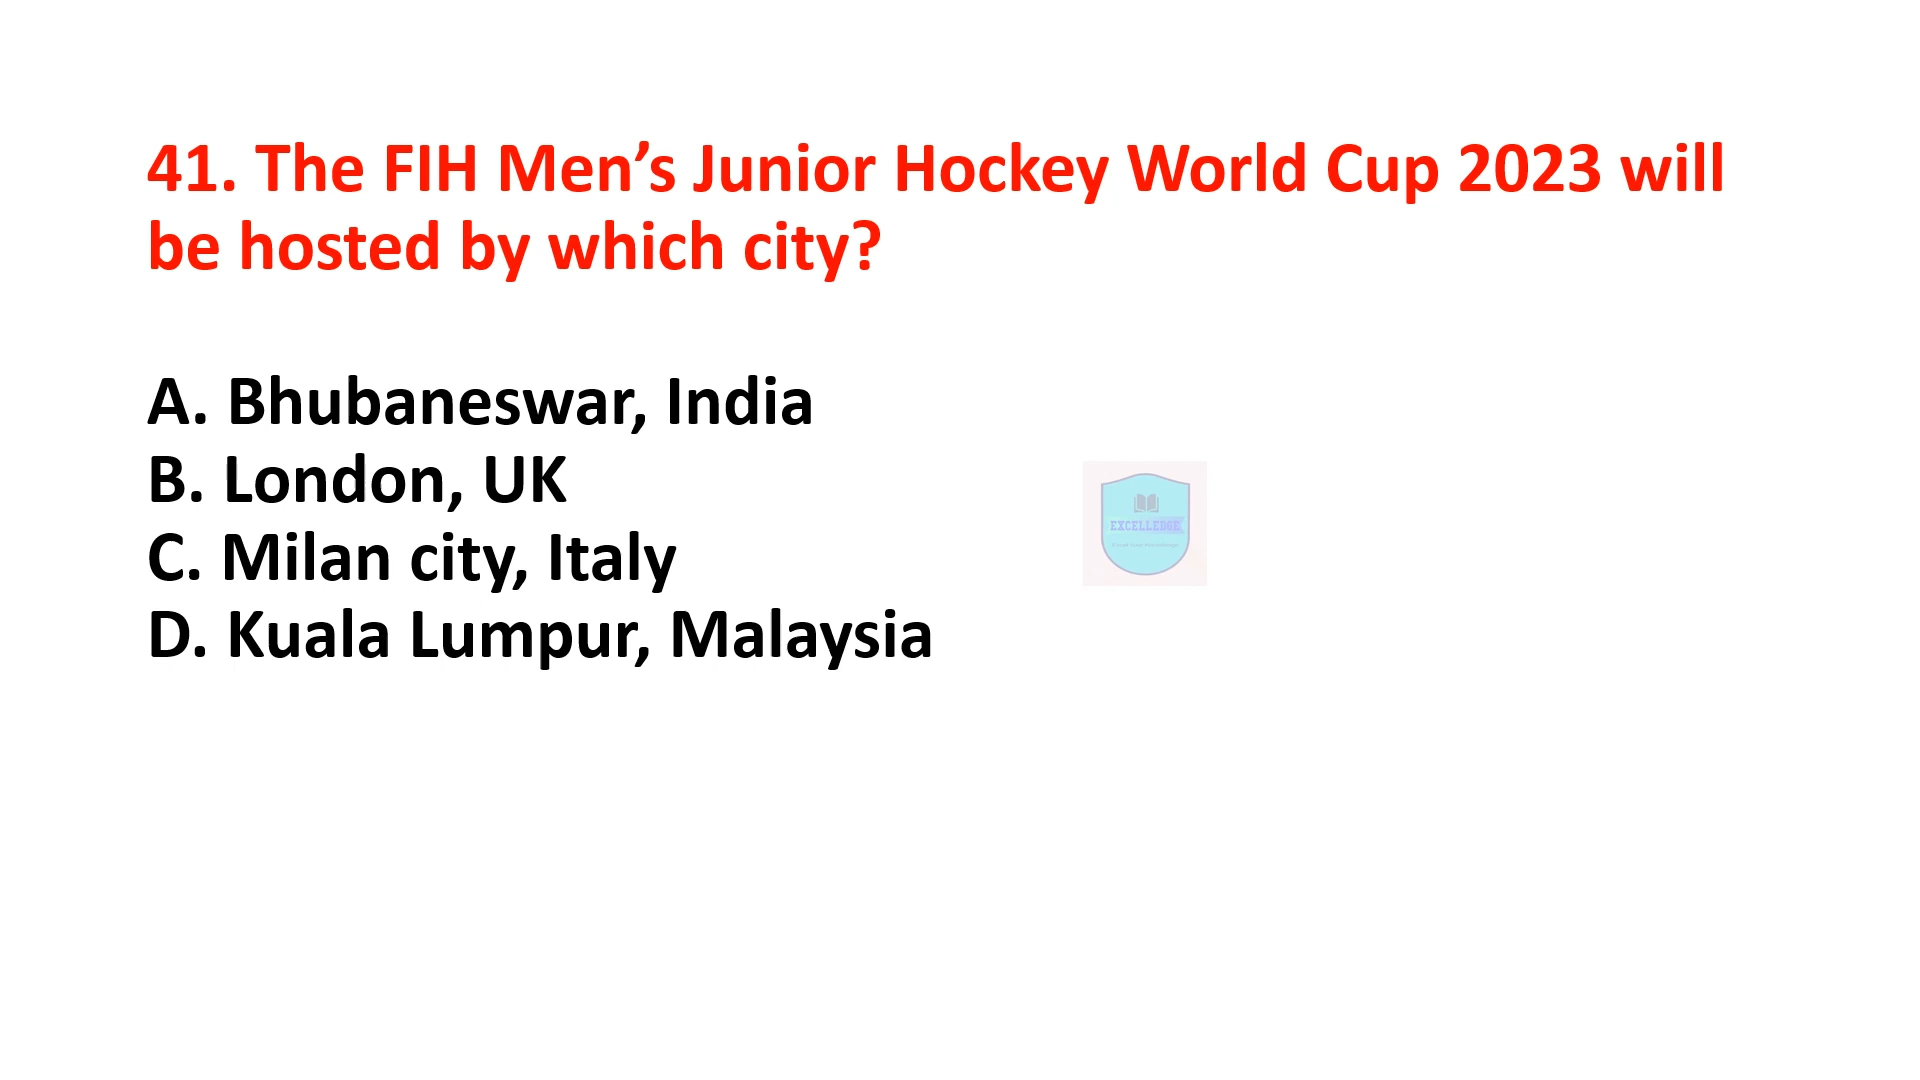 41. The FIH Men’s Junior Hockey World Cup 2023 will
be hosted by which city?
A. Bhubaneswar, India
B. London, UK
C. Milan city, Italy
D. Kuala Lumpur, Malaysia
EXCELLEDGE